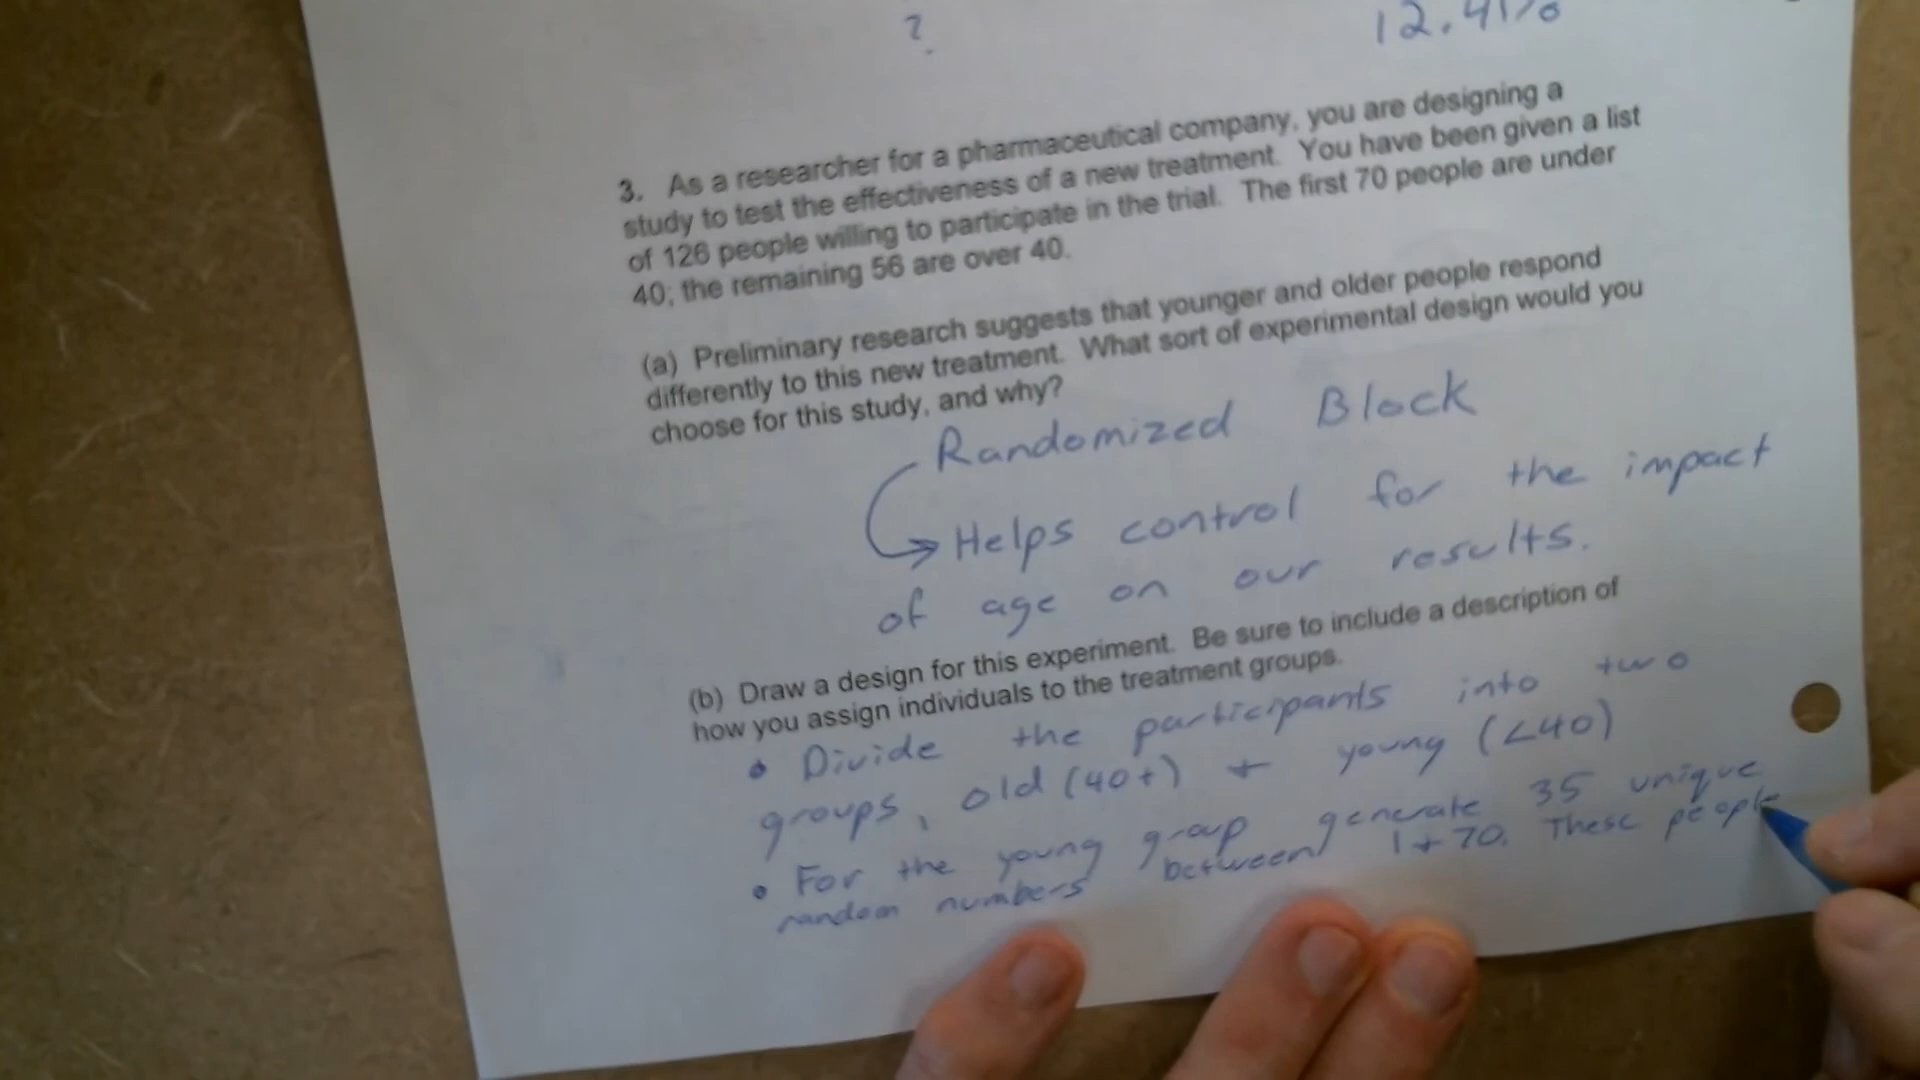 ?
12.41%
3. As a researcher for a pharmaceutical company, you are designing a
study to test the effectiveness of a new treatment. You have been given a list
of 126 people willing to participate in the trial. The first 70 people are under
40; the remaining 56 are over 40.
(a) Preliminary research suggests that younger and older people respond
differently to this new treatment. What sort of experimental design would you
choose for this study, and why?
Randomized Block
Helps control for the impact
of age on our results.
(b) Draw a design for this experiment. Be sure to include a description of
how you assign individuals to the treatment groups.
• Divide the participants into two
groups, old (40+) + young (<40)
• For the young group generate 35 unique
random numbers between 1 + 70. These people